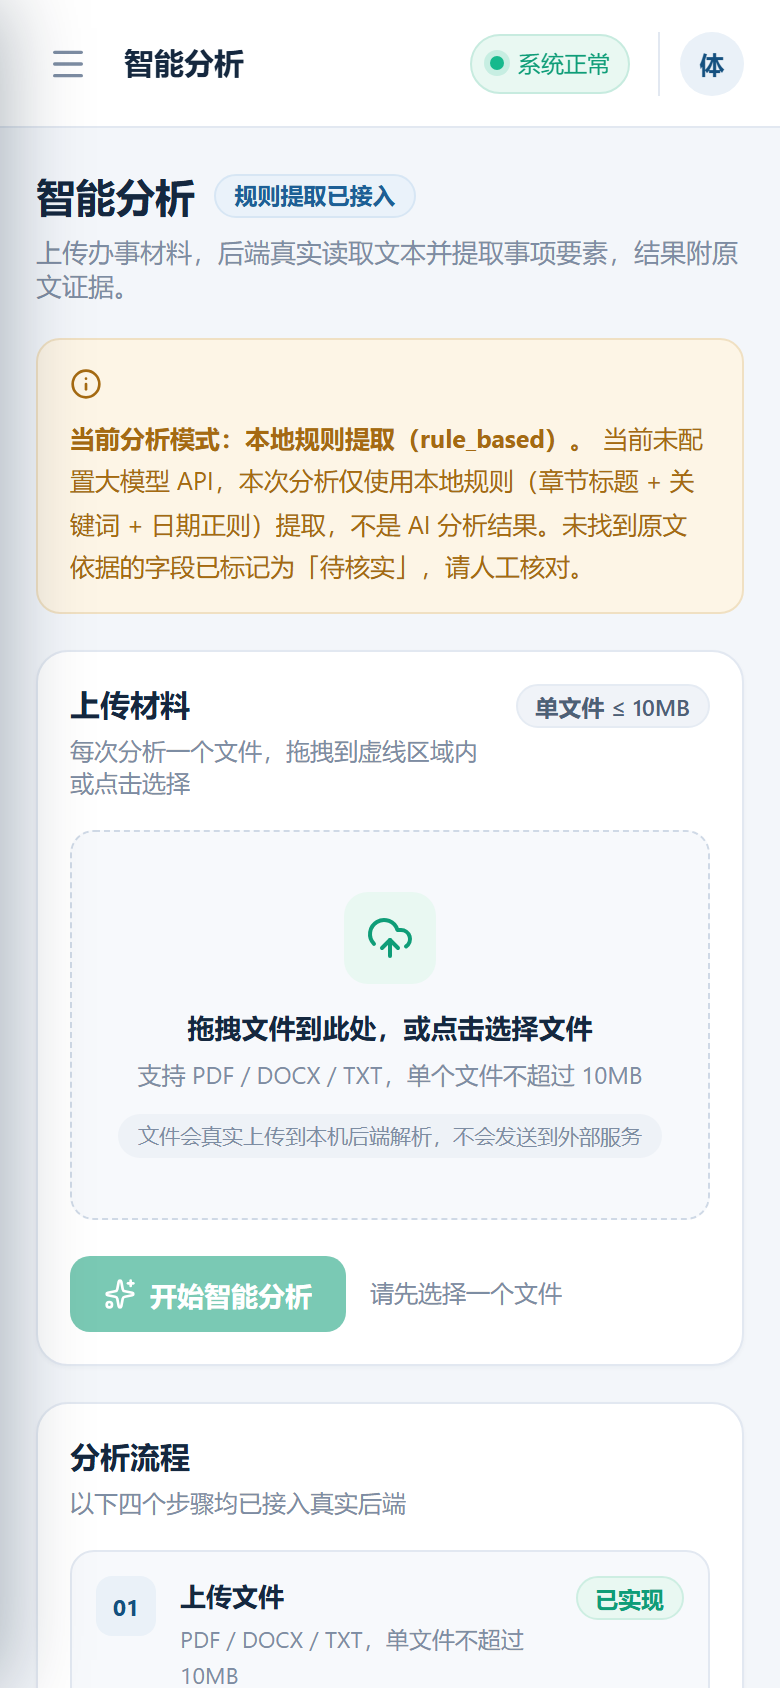 智能分析
系统正常
体
智能分析
规则提取已接入
上传办事材料，后端真实读取文本并提取事项要素，结果附原
文证据。
当前分析模式：本地规则提取（rule_based）。 当前未配
置大模型 API，本次分析仅使用本地规则（章节标题 + 关
键词 + 日期正则）提取，不是 AI 分析结果。未找到原文
依据的字段已标记为「待核实」，请人工核对。
上传材料
单文件 ≤ 10MB
每次分析一个文件，拖拽到虚线区域内
或点击选择
拖拽文件到此处，或点击选择文件
支持 PDF / DOCX / TXT，单个文件不超过 10MB
文件会真实上传到本机后端解析，不会发送到外部服务
开始智能分析
请先选择一个文件
分析流程
以下四个步骤均已接入真实后端
01
上传文件
已实现
PDF / DOCX / TXT，单文件不超过
10MB